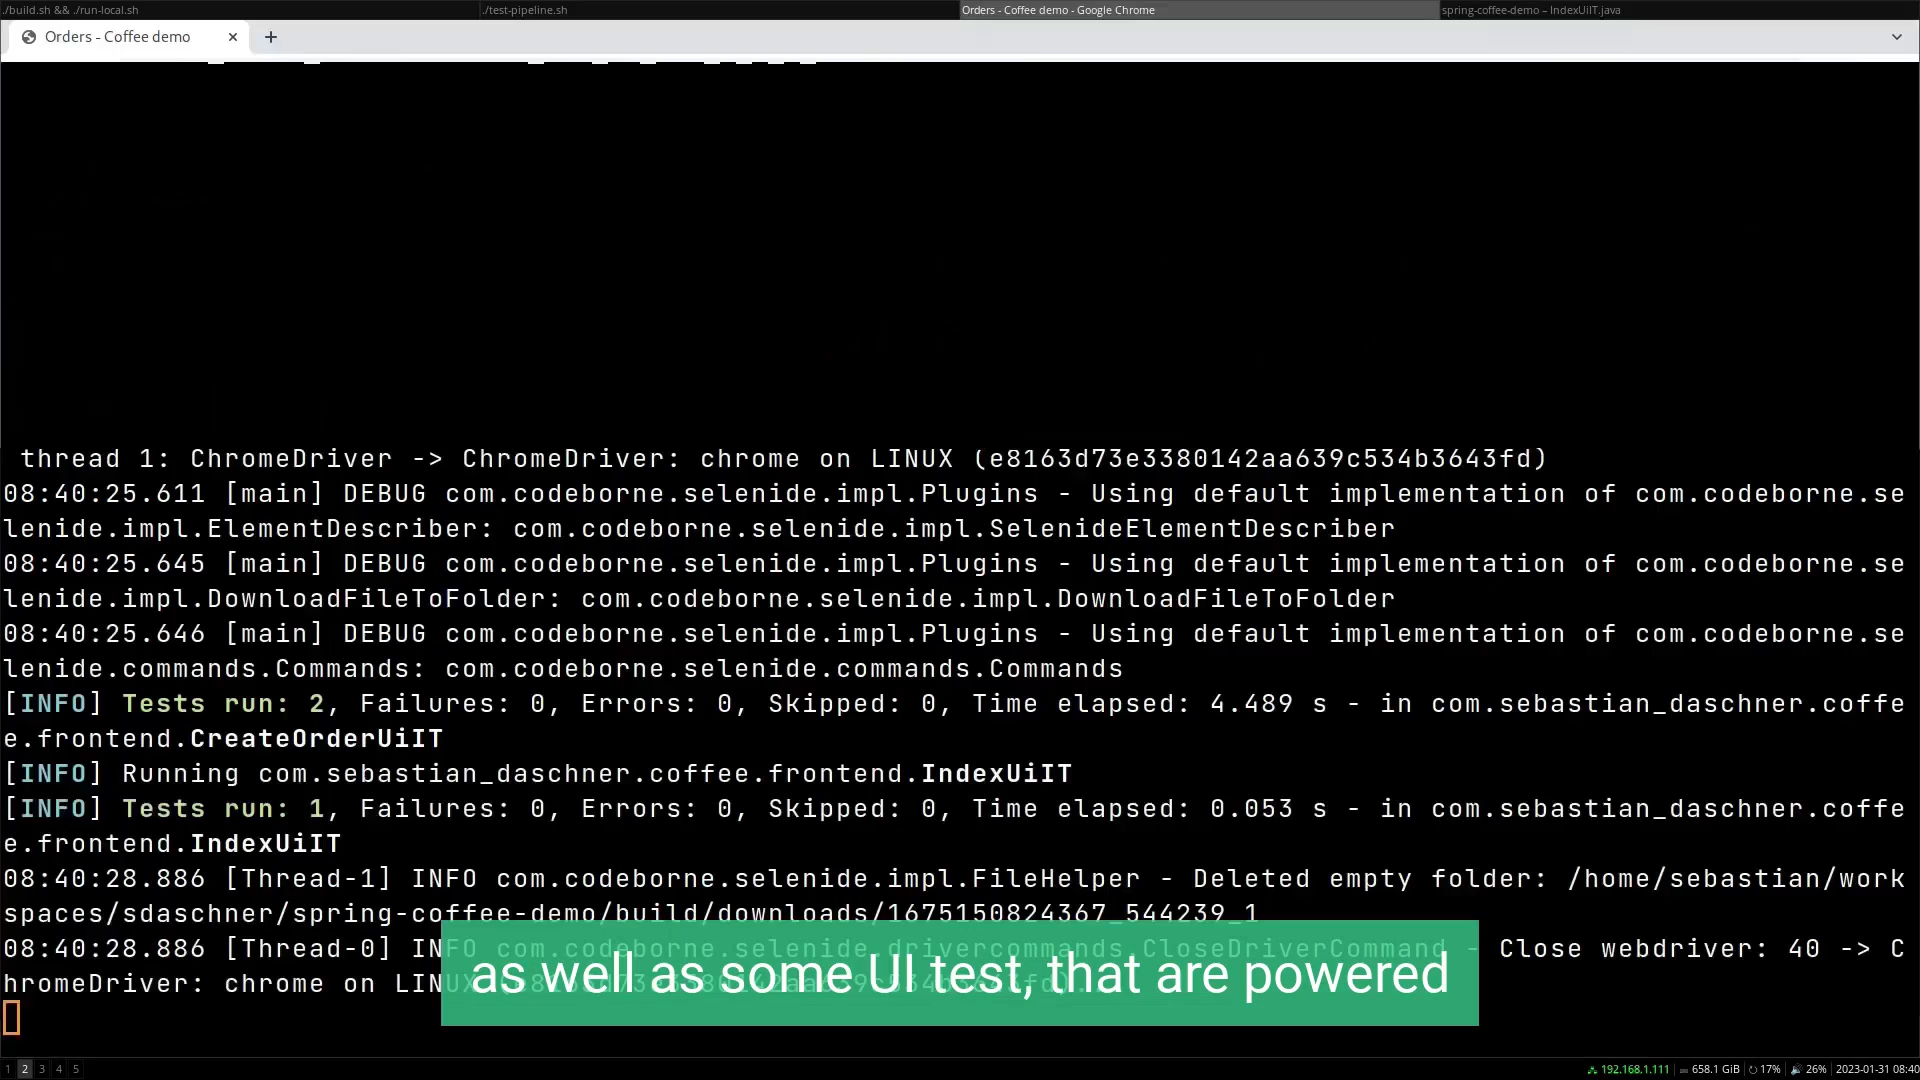 ./build.sh && ./run-local.sh
./test-pipeline.sh
Orders - Coffee demo - Google Chrome
spring-coffee-demo – IndexUiIT.java
Orders - Coffee demo
thread 1: ChromeDriver -> ChromeDriver: chrome on LINUX (e8163d73e3380142aa639c534b3643fd)
08:40:25.611 [main] DEBUG com.codeborne.selenide.impl.Plugins - Using default implementation of com.codeborne.se
lenide.impl.ElementDescriber: com.codeborne.selenide.impl.SelenideElementDescriber
08:40:25.645 [main] DEBUG com.codeborne.selenide.impl.Plugins - Using default implementation of com.codeborne.se
lenide.impl.DownloadFileToFolder: com.codeborne.selenide.impl.DownloadFileToFolder
08:40:25.646 [main] DEBUG com.codeborne.selenide.impl.Plugins - Using default implementation of com.codeborne.se
lenide.commands.Commands: com.codeborne.selenide.commands.Commands
[INFO] Tests run: 2, Failures: 0, Errors: 0, Skipped: 0, Time elapsed: 4.489 s - in com.sebastian_daschner.coffe
e.frontend.CreateOrderUiIT
[INFO] Running com.sebastian_daschner.coffee.frontend.IndexUiIT
[INFO] Tests run: 1, Failures: 0, Errors: 0, Skipped: 0, Time elapsed: 0.053 s - in com.sebastian_daschner.coffe
e.frontend.IndexUiIT
08:40:28.886 [Thread-1] INFO com.codeborne.selenide.impl.FileHelper - Deleted empty folder: /home/sebastian/work
spaces/sdaschner/spring-coffee-demo/build/downloads/1675150824367_544239_1
08:40:28.886 [Thread-0] INFO com.codeborne.selenide.drivercommands.CloseDriverCommand - Close webdriver: 40 -> C
hromeDriver: chrome on LINUX
as well as some UI test, that are powered
1 2 3 4 5
192.168.1.111
658.1 GiB
17%
26%
2023-01-31 08:40